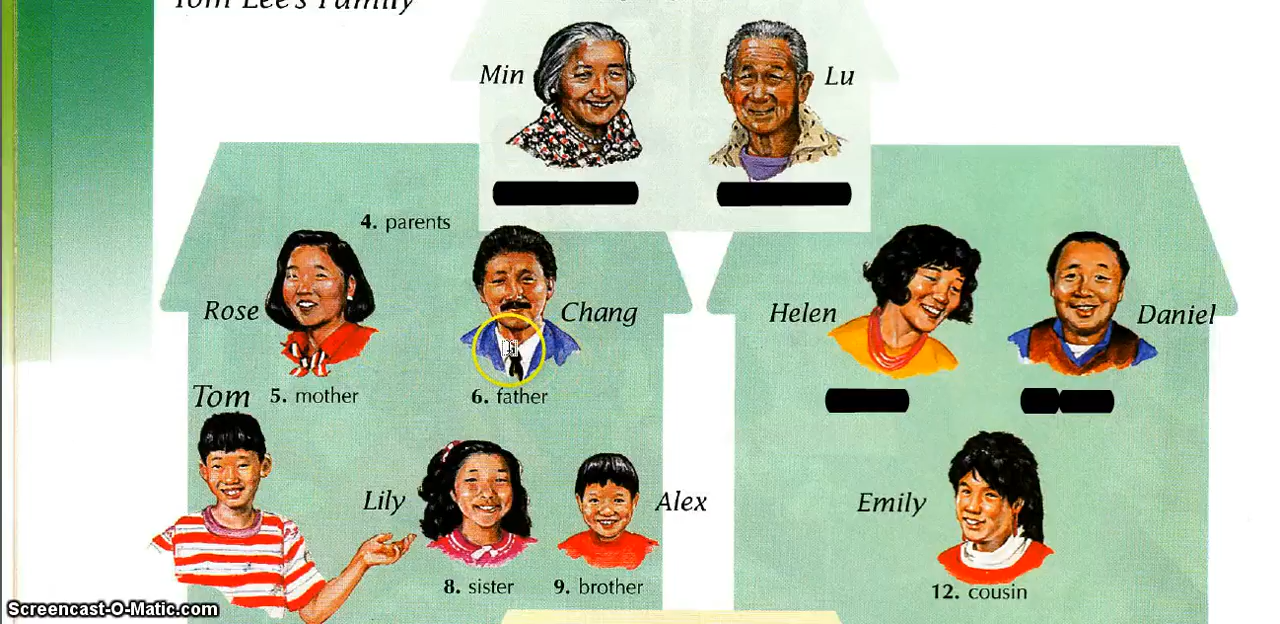 Tom Lee's Family
Min
Lu
4. parents
Rose
Chang
Helen
Daniel
5. mother
6. father
Tom
Lily
Alex
Emily
8. sister
9. brother
12. cousin
Screencast-O-Matic.com